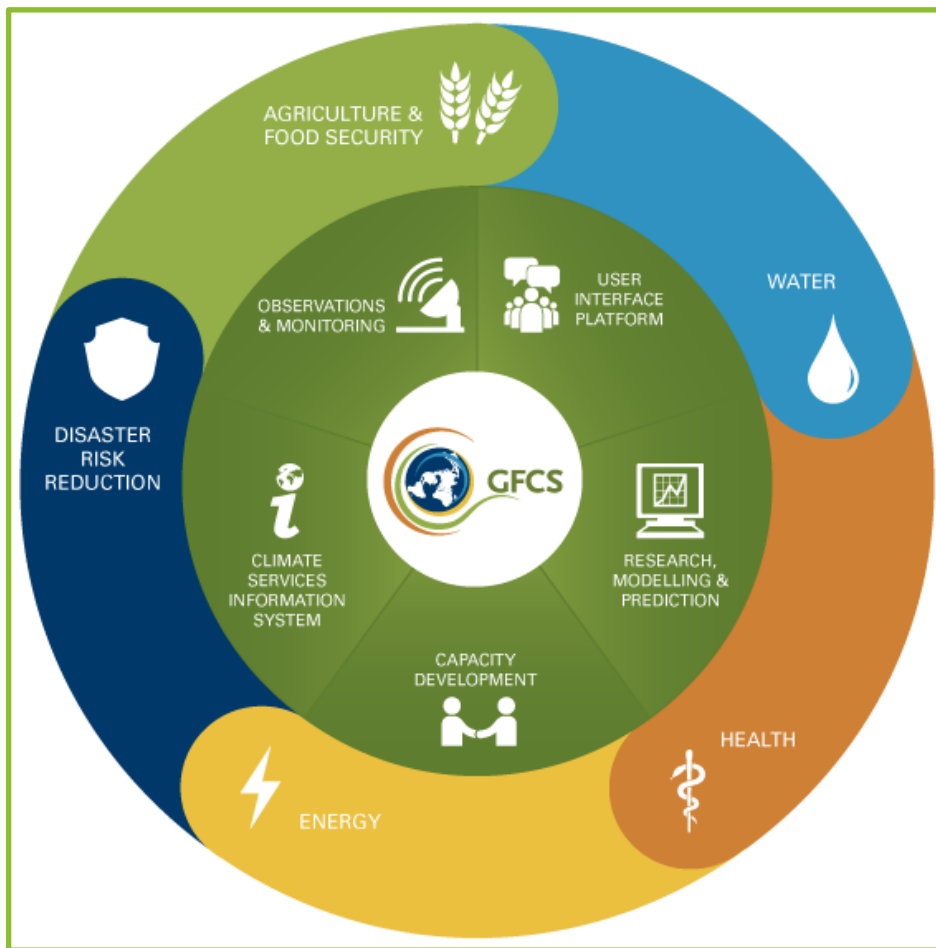 AGRICULTURE &
FOOD SECURITY
WATER
OBSERVATIONS
& MONITORING
USER
INTERFACE
PLATFORM
DISASTER
RISK
REDUCTION
GFCS
CLIMATE
SERVICES
INFORMATION
SYSTEM
RESEARCH,
MODELLING &
PREDICTION
CAPACITY
DEVELOPMENT
HEALTH
ENERGY